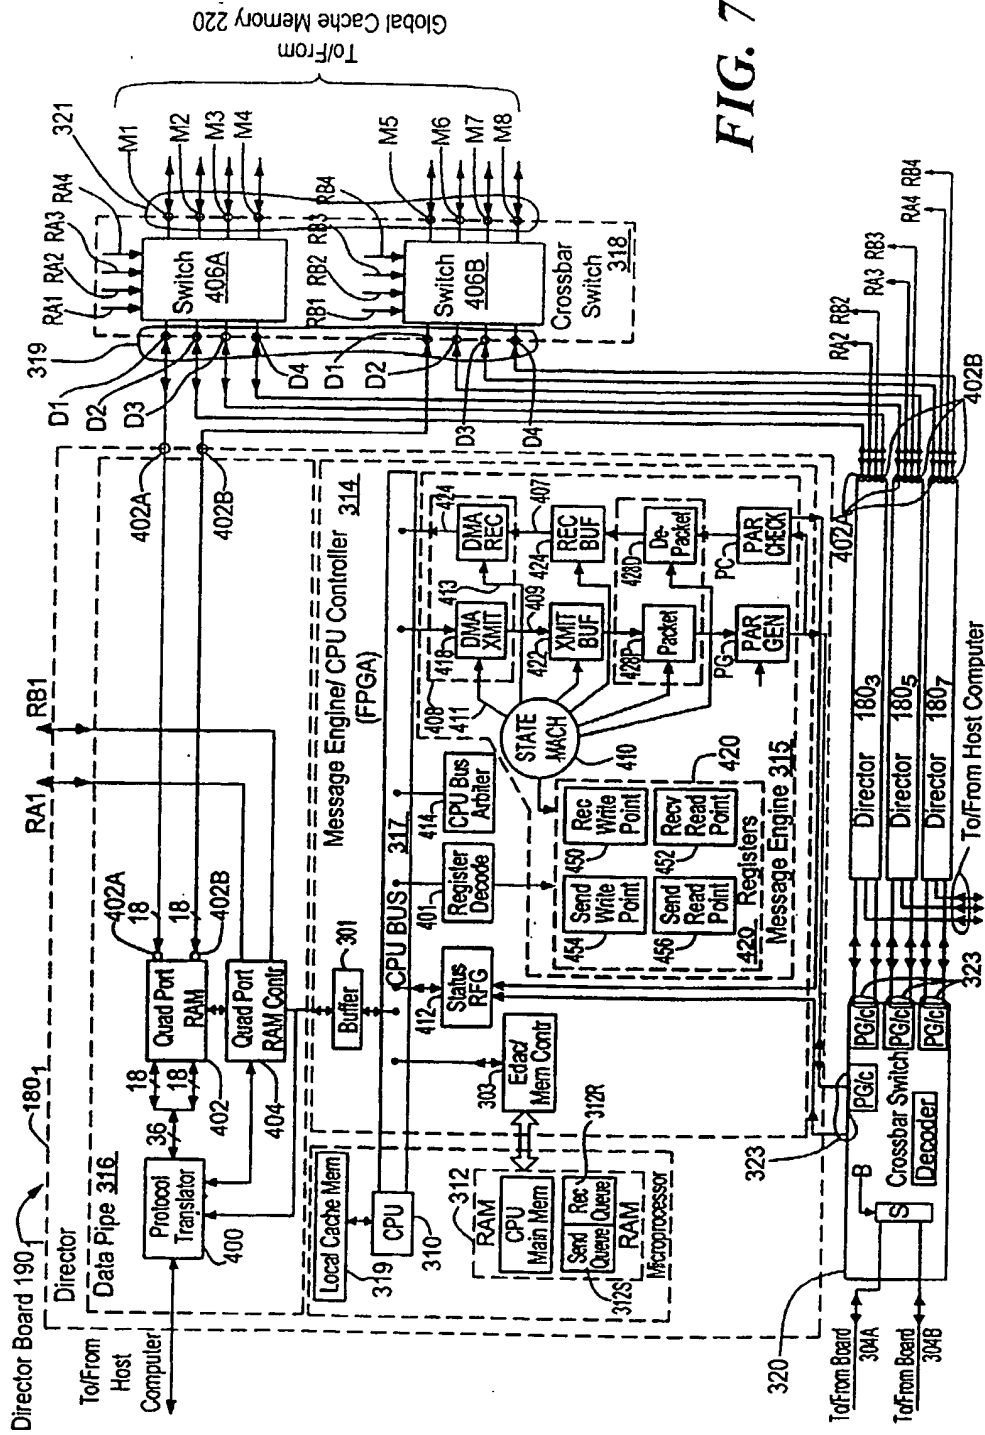 Director Board 190₁
180₁
RA1
RB1
To/From
Global Cache Memory 220
319
D1
D2
D3
D4
D1
D2
D3
D4
RA1
RA2
RA3
RA4
321
M1
M2
M3
M4
Switch
406A
RB1
RB2
RB3
RB4
M5
M6
M7
M8
Switch
406B
Crossbar
Switch
318
FIG. 7
Director
Data Pipe 316
To/From
Host
Computer
Protocol
Translator
400
36
18
18
Quad Port
RAM
402
402A
18
18
402B
Quad Port
RAM Contr
404
402A
402B
Message Engine/ CPU Controller
(FPGA)
314
Buffer
301
CPU BUS
317
Local Cache Mem
319
CPU
310
RAM
312
CPU
Main Mem
Send
Queue
Rec
Queue
312S
312R
RAM
Microprocessor
303
Edac/
Mem Contr
412
Status
RFG
401
Register
Decode
414
CPU Bus
Arbiter
STATE
MACH
410
408
411
413
418
DMA
XMIT
DMA
REC
424
409
407
422
XMIT
BUF
424
REC
BUF
428P
Packet
428D
De-
Packet
PG
PAR
GEN
PC
PAR
CHECK
454
Send
Write
Point
450
Rec
Write
Point
456
Send
Read
Point
452
Recv
Read
Point
420
420
Registers
Message Engine 315
320
To/From Board
304A
To/From Board
304B
S
B
Crossbar Switch
Decoder
323
PG/c
PG/c
PG/c
PG/c
323
Director 180₃
Director 180₅
Director 180₇
To/From Host Computer
402A
402B
RA2
RB2
RA3
RB3
RA4
RB4